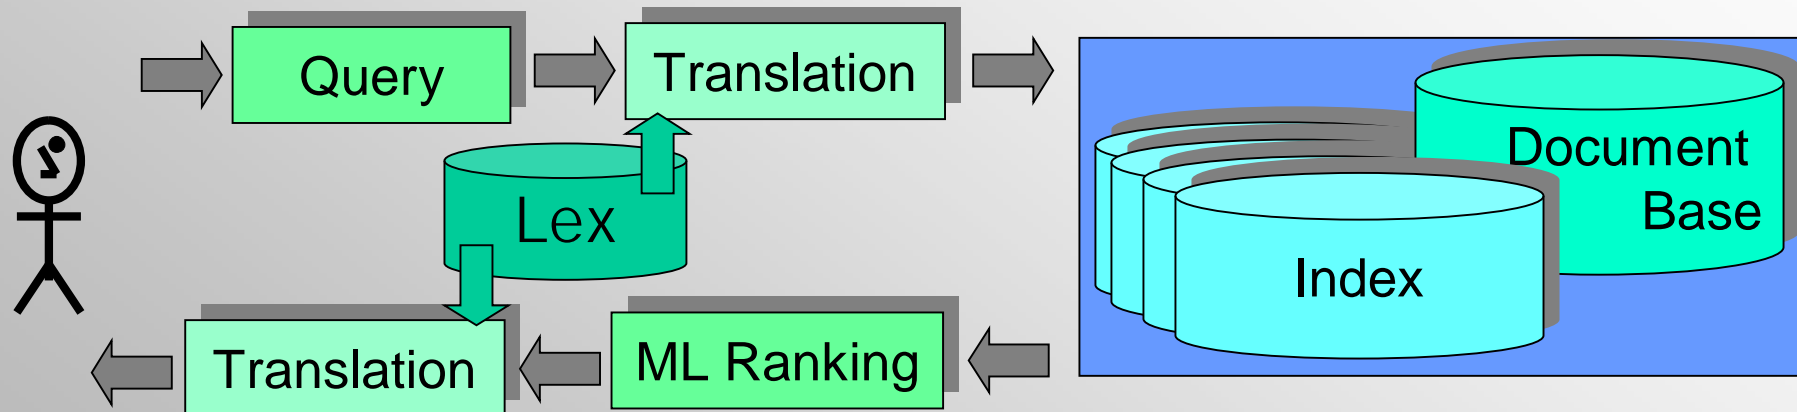 Query
Translation
Document
Base
Lex
Index
Translation
ML Ranking